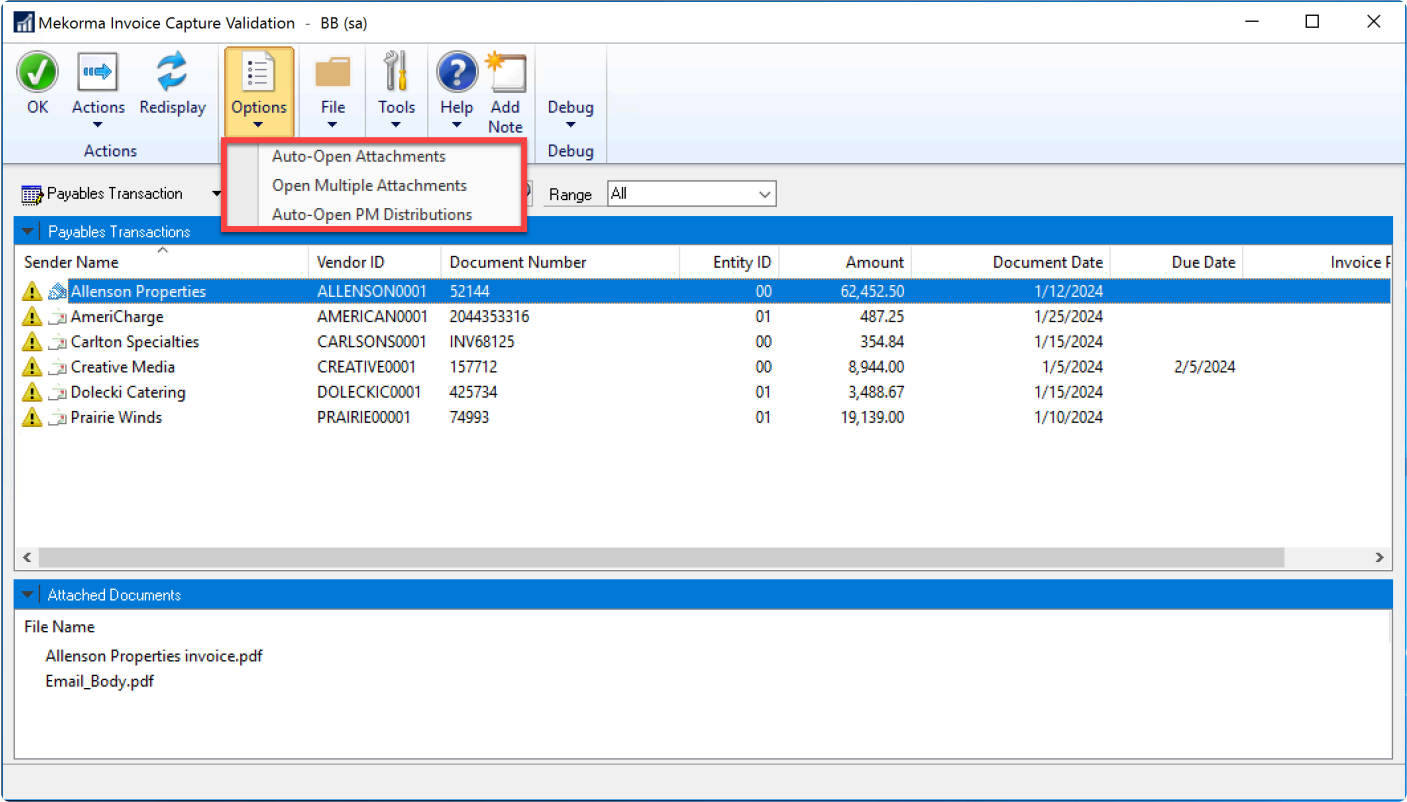 Mekorma Invoice Capture Validation - BB (sa)
OK Actions Redisplay Options File Tools Help Add Note Debug
Actions Debug
Auto-Open Attachments
Open Multiple Attachments
Auto-Open PM Distributions
Payables Transaction Range All
Payables Transactions
Sender Name Vendor ID Document Number Entity ID Amount Document Date Due Date Invoice
Allenson Properties ALLENSON0001 52144 00 62,452.50 1/12/2024
AmeriCharge AMERICAN0001 2044353316 01 487.25 1/25/2024
Carlton Specialties CARLSONS0001 INV68125 00 354.84 1/15/2024
Creative Media CREATIVE0001 157712 00 8,944.00 1/5/2024 2/5/2024
Dolecki Catering DOLECKIC0001 425734 01 3,488.67 1/15/2024
Prairie Winds PRAIRIE00001 74993 01 19,139.00 1/10/2024
Attached Documents
File Name
Allenson Properties invoice.pdf
Email_Body.pdf